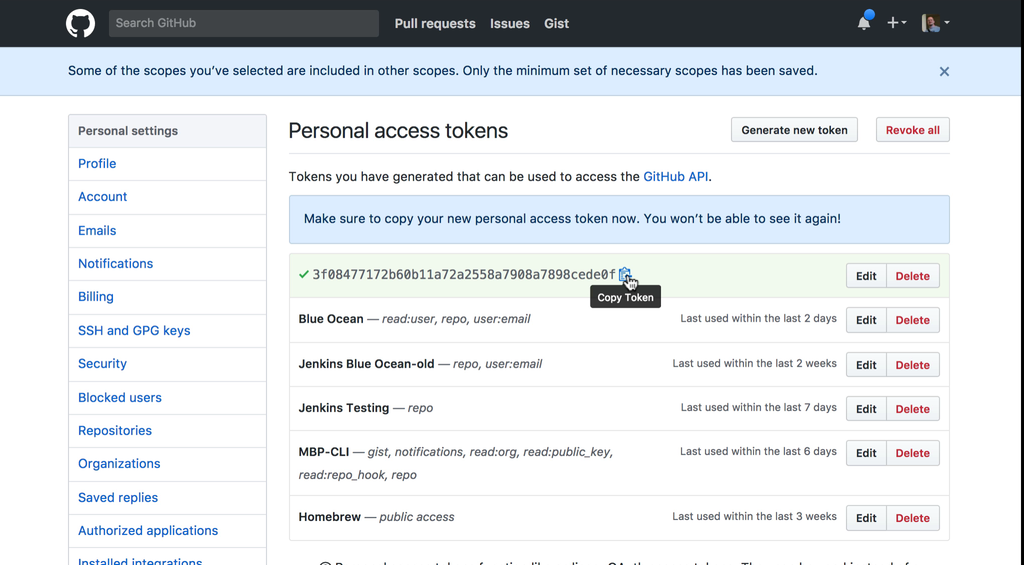 Search GitHub
Pull requests Issues Gist
Some of the scopes you’ve selected are included in other scopes. Only the minimum set of necessary scopes has been saved.
Personal settings
Profile
Account
Emails
Notifications
Billing
SSH and GPG keys
Security
Blocked users
Repositories
Organizations
Saved replies
Authorized applications
Installed integrations
Personal access tokens
Generate new token
Revoke all
Tokens you have generated that can be used to access the GitHub API.
Make sure to copy your new personal access token now. You won’t be able to see it again!
3f08477172b60b11a72a2558a7908a7898cede0f Edit Delete
Copy Token
Blue Ocean — read:user, repo, user:email Last used within the last 2 days Edit Delete
Jenkins Blue Ocean-old — repo, user:email Last used within the last 2 weeks Edit Delete
Jenkins Testing — repo Last used within the last 7 days Edit Delete
MBP-CLI — gist, notifications, read:org, read:public_key, Last used within the last 6 days Edit Delete
read:repo_hook, repo
Homebrew — public access Last used within the last 3 weeks Edit Delete